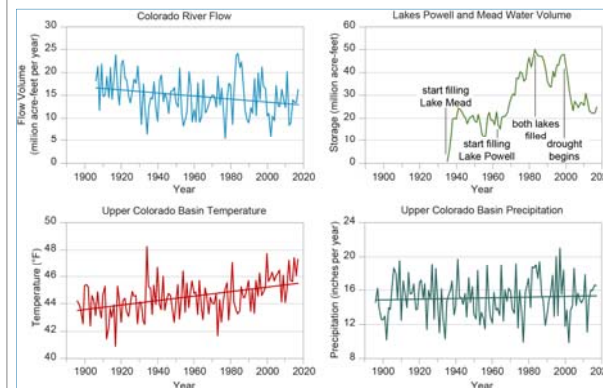 Colorado River Flow
Flow Volume
(milion acre-feet per year)
30
25
20
15
10
5
0
1900 1920 1940 1960 1980 2000 2020
Year
Lakes Powell and Mead Water Volume
Storage (milion acre-feet)
60
50
40
30
20
10
0
start filling
Lake Mead
start filling
Lake Powell
both lakes
filled
drought
begins
1900 1920 1940 1960 1980 2000 2020
Year
Upper Colorado Basin Temperature
Temperature (°F)
50
48
46
44
42
40
1900 1920 1940 1960 1980 2000 2020
Year
Upper Colorado Basin Precipitation
Precipitation (inches per year)
24
20
16
12
8
1900 1920 1940 1960 1980 2000 2020
Year